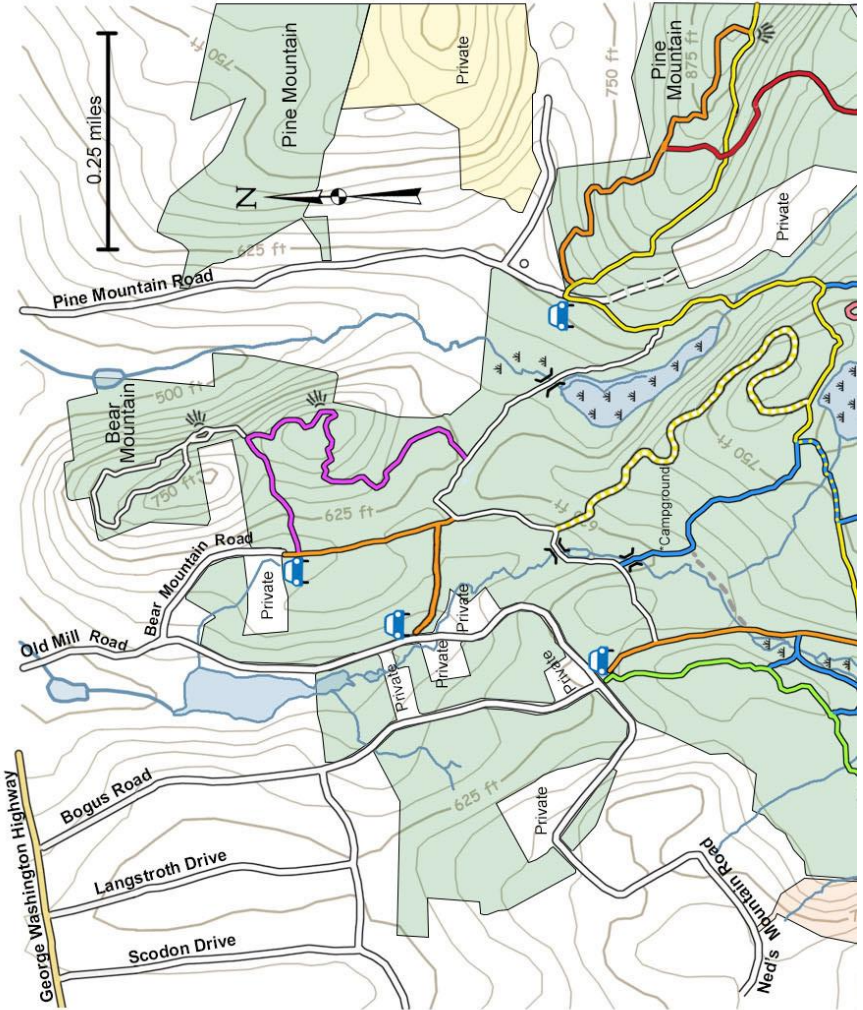 0.25 miles
750 ft
Pine Mountain
Private
N
750 ft
Pine
Mountain
875 ft
625 ft
Pine Mountain Road
Private
500 ft
Bear
Mountain
750 ft
625 ft
Bear Mountain Road
Old Mill Road
Private
Campground
750 ft
Private
Private
Private
Private
625 ft
Private
George Washington Highway
Bogus Road
Langstroth Drive
Scodon Drive
Ned's Mountain Road